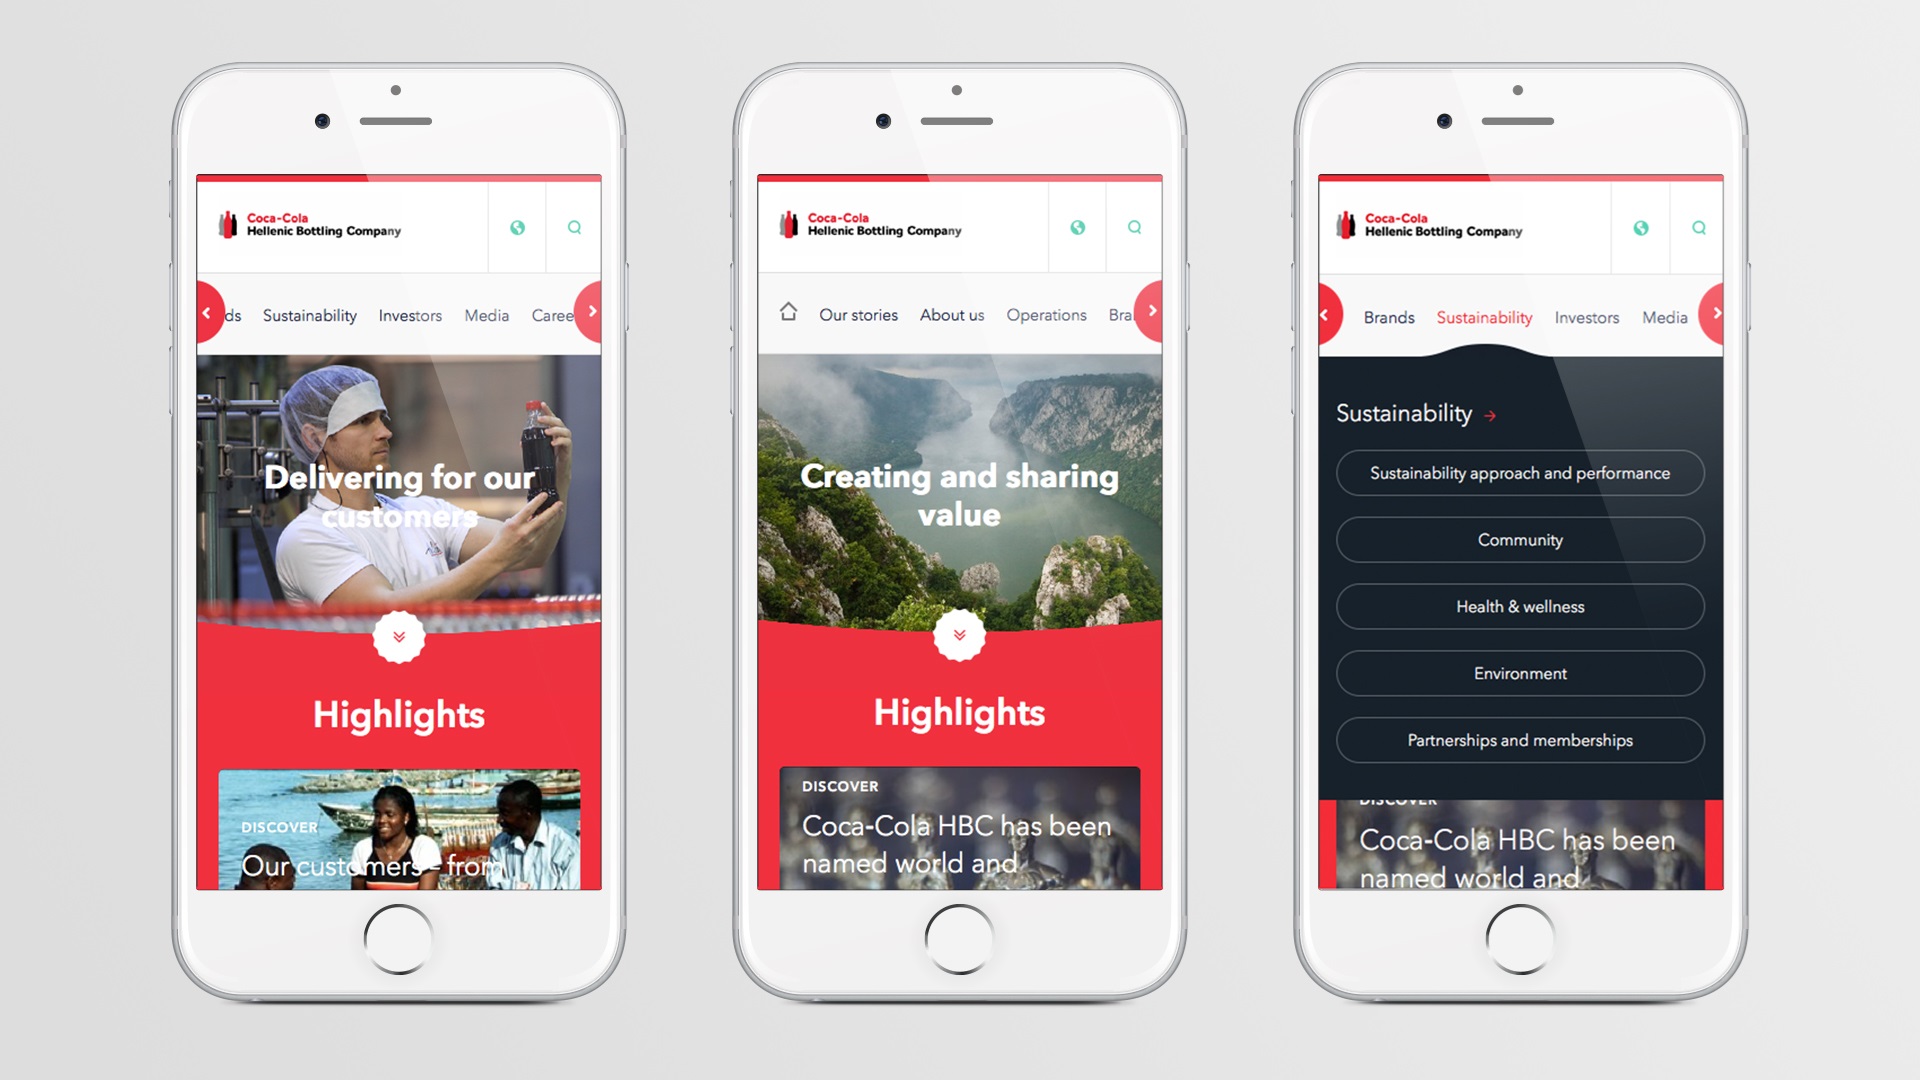 Coca-Cola
Hellenic Bottling Company
ds Sustainability Investors Media Caree
Delivering for our
customers
Highlights
DISCOVER
Our customers – from
Coca-Cola
Hellenic Bottling Company
Our stories About us Operations Bra
Creating and sharing
value
Highlights
DISCOVER
Coca-Cola HBC has been
named world and
Coca-Cola
Hellenic Bottling Company
Brands Sustainability Investors Media
Sustainability →
Sustainability approach and performance
Community
Health & wellness
Environment
Partnerships and memberships
DISCOVER
Coca-Cola HBC has been
named world and